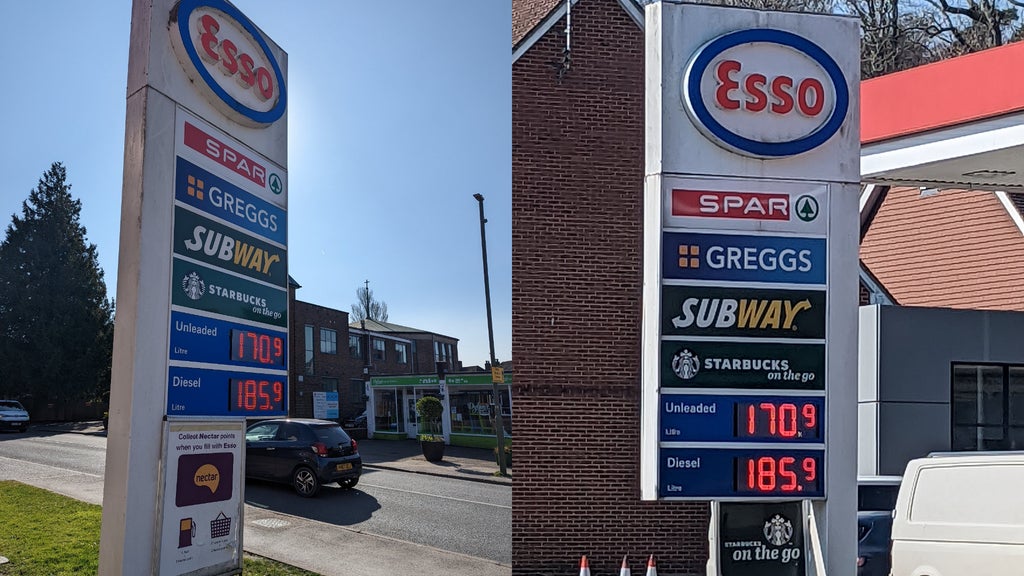 Esso
SPAR
GREGGS
SUBWAY
STARBUCKS
on the go
Unleaded
Litre
170.9
Diesel
Litre
185.9
Collect Nectar points
when you fill with Esso
nectar
Esso
SPAR
GREGGS
SUBWAY
STARBUCKS
on the go
Unleaded
Litre
170.9
Diesel
Litre
185.9
STARBUCKS
on the go